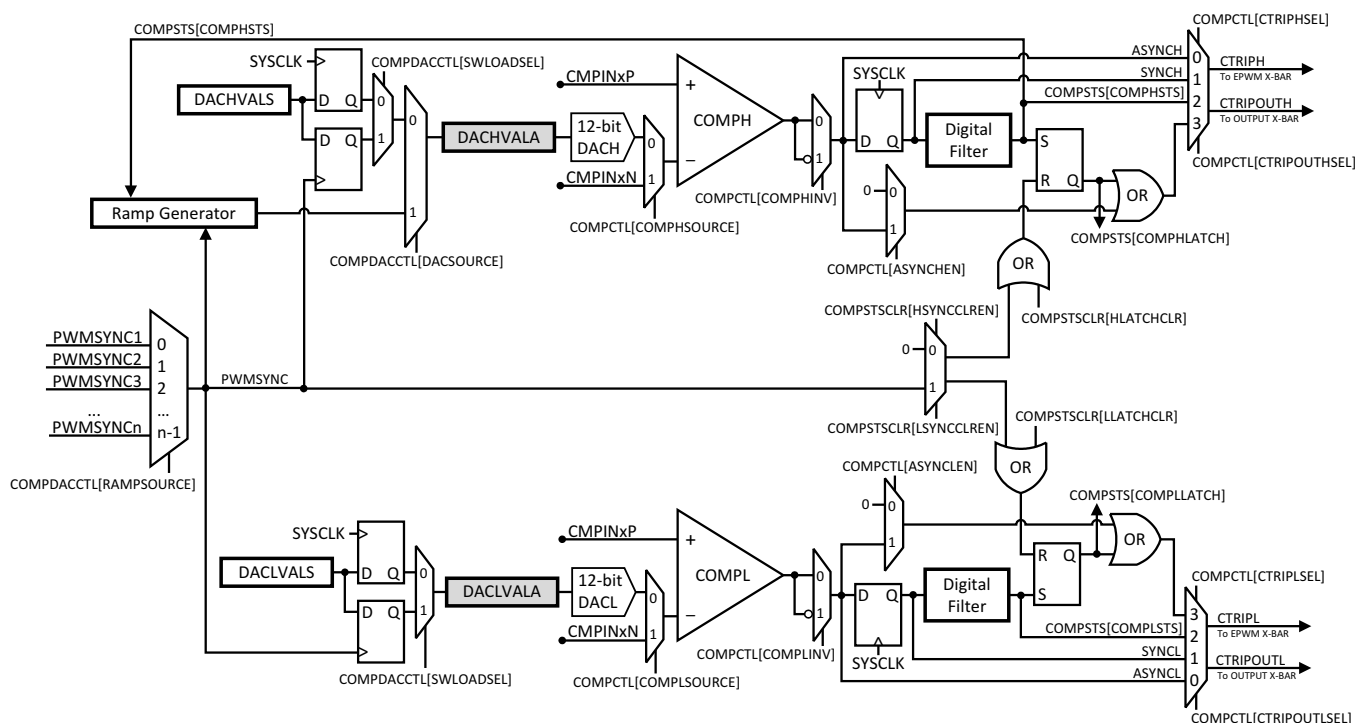 COMPCTL[CTRIPHSEL]
COMPSTS[COMPHSTS]
ASYNCH
0
CTRIPH
To EPWM X-BAR
SYSCLK
COMPDACCTL[SWLOADSEL]
SYSCLK
SYNCH
1
DACHVALS
D Q
0
CMPINxP
+
COMPSTS[COMPHSTS]
2
CTRIPOUTH
To OUTPUT X-BAR
0
DACHVALA
12-bit
DACH
0
COMPH
0
D Q
Digital
Filter
S
3
D Q
1
–
1
COMPCTL[CTRIPOUTHSEL]
CMPINxN
1
R Q
OR
COMPCTL[COMPHINV]
0
0
Ramp Generator
1
COMPCTL[COMPHSOURCE]
1
COMPSTS[COMPHLATCH]
COMPDACCTL[DACSOURCE]
COMPCTL[ASYNCHEN]
OR
COMPSTSCLR[HSYNCCLREN]
COMPSTSCLR[HLATCHCLR]
PWMSYNC1
0
0
0
PWMSYNC2
1
PWMSYNC3
2
PWMSYNC
1
...
...
PWMSYNCn
n-1
COMPSTSCLR[LSYNCCLREN]
COMPSTSCLR[LLATCHCLR]
COMPDACCTL[RAMPSOURCE]
COMPCTL[ASYNCLEN]
OR
0
0
COMPSTS[COMPLLATCH]
SYSCLK
CMPINxP
+
1
OR
DACLVALS
D Q
0
DACLVALA
12-bit
DACL
0
COMPL
0
R Q
COMPCTL[CTRIPLSEL]
D Q
1
–
1
D Q
Digital
Filter
S
3
CTRIPL
To EPWM X-BAR
CMPINxN
1
COMPSTS[COMPLSTS]
2
COMPCTL[COMPLINV]
SYSCLK
SYNCL
1
CTRIPOUTL
To OUTPUT X-BAR
COMPDACCTL[SWLOADSEL]
COMPCTL[COMPLSOURCE]
ASYNCL
0
COMPCTL[CTRIPOUTLSEL]